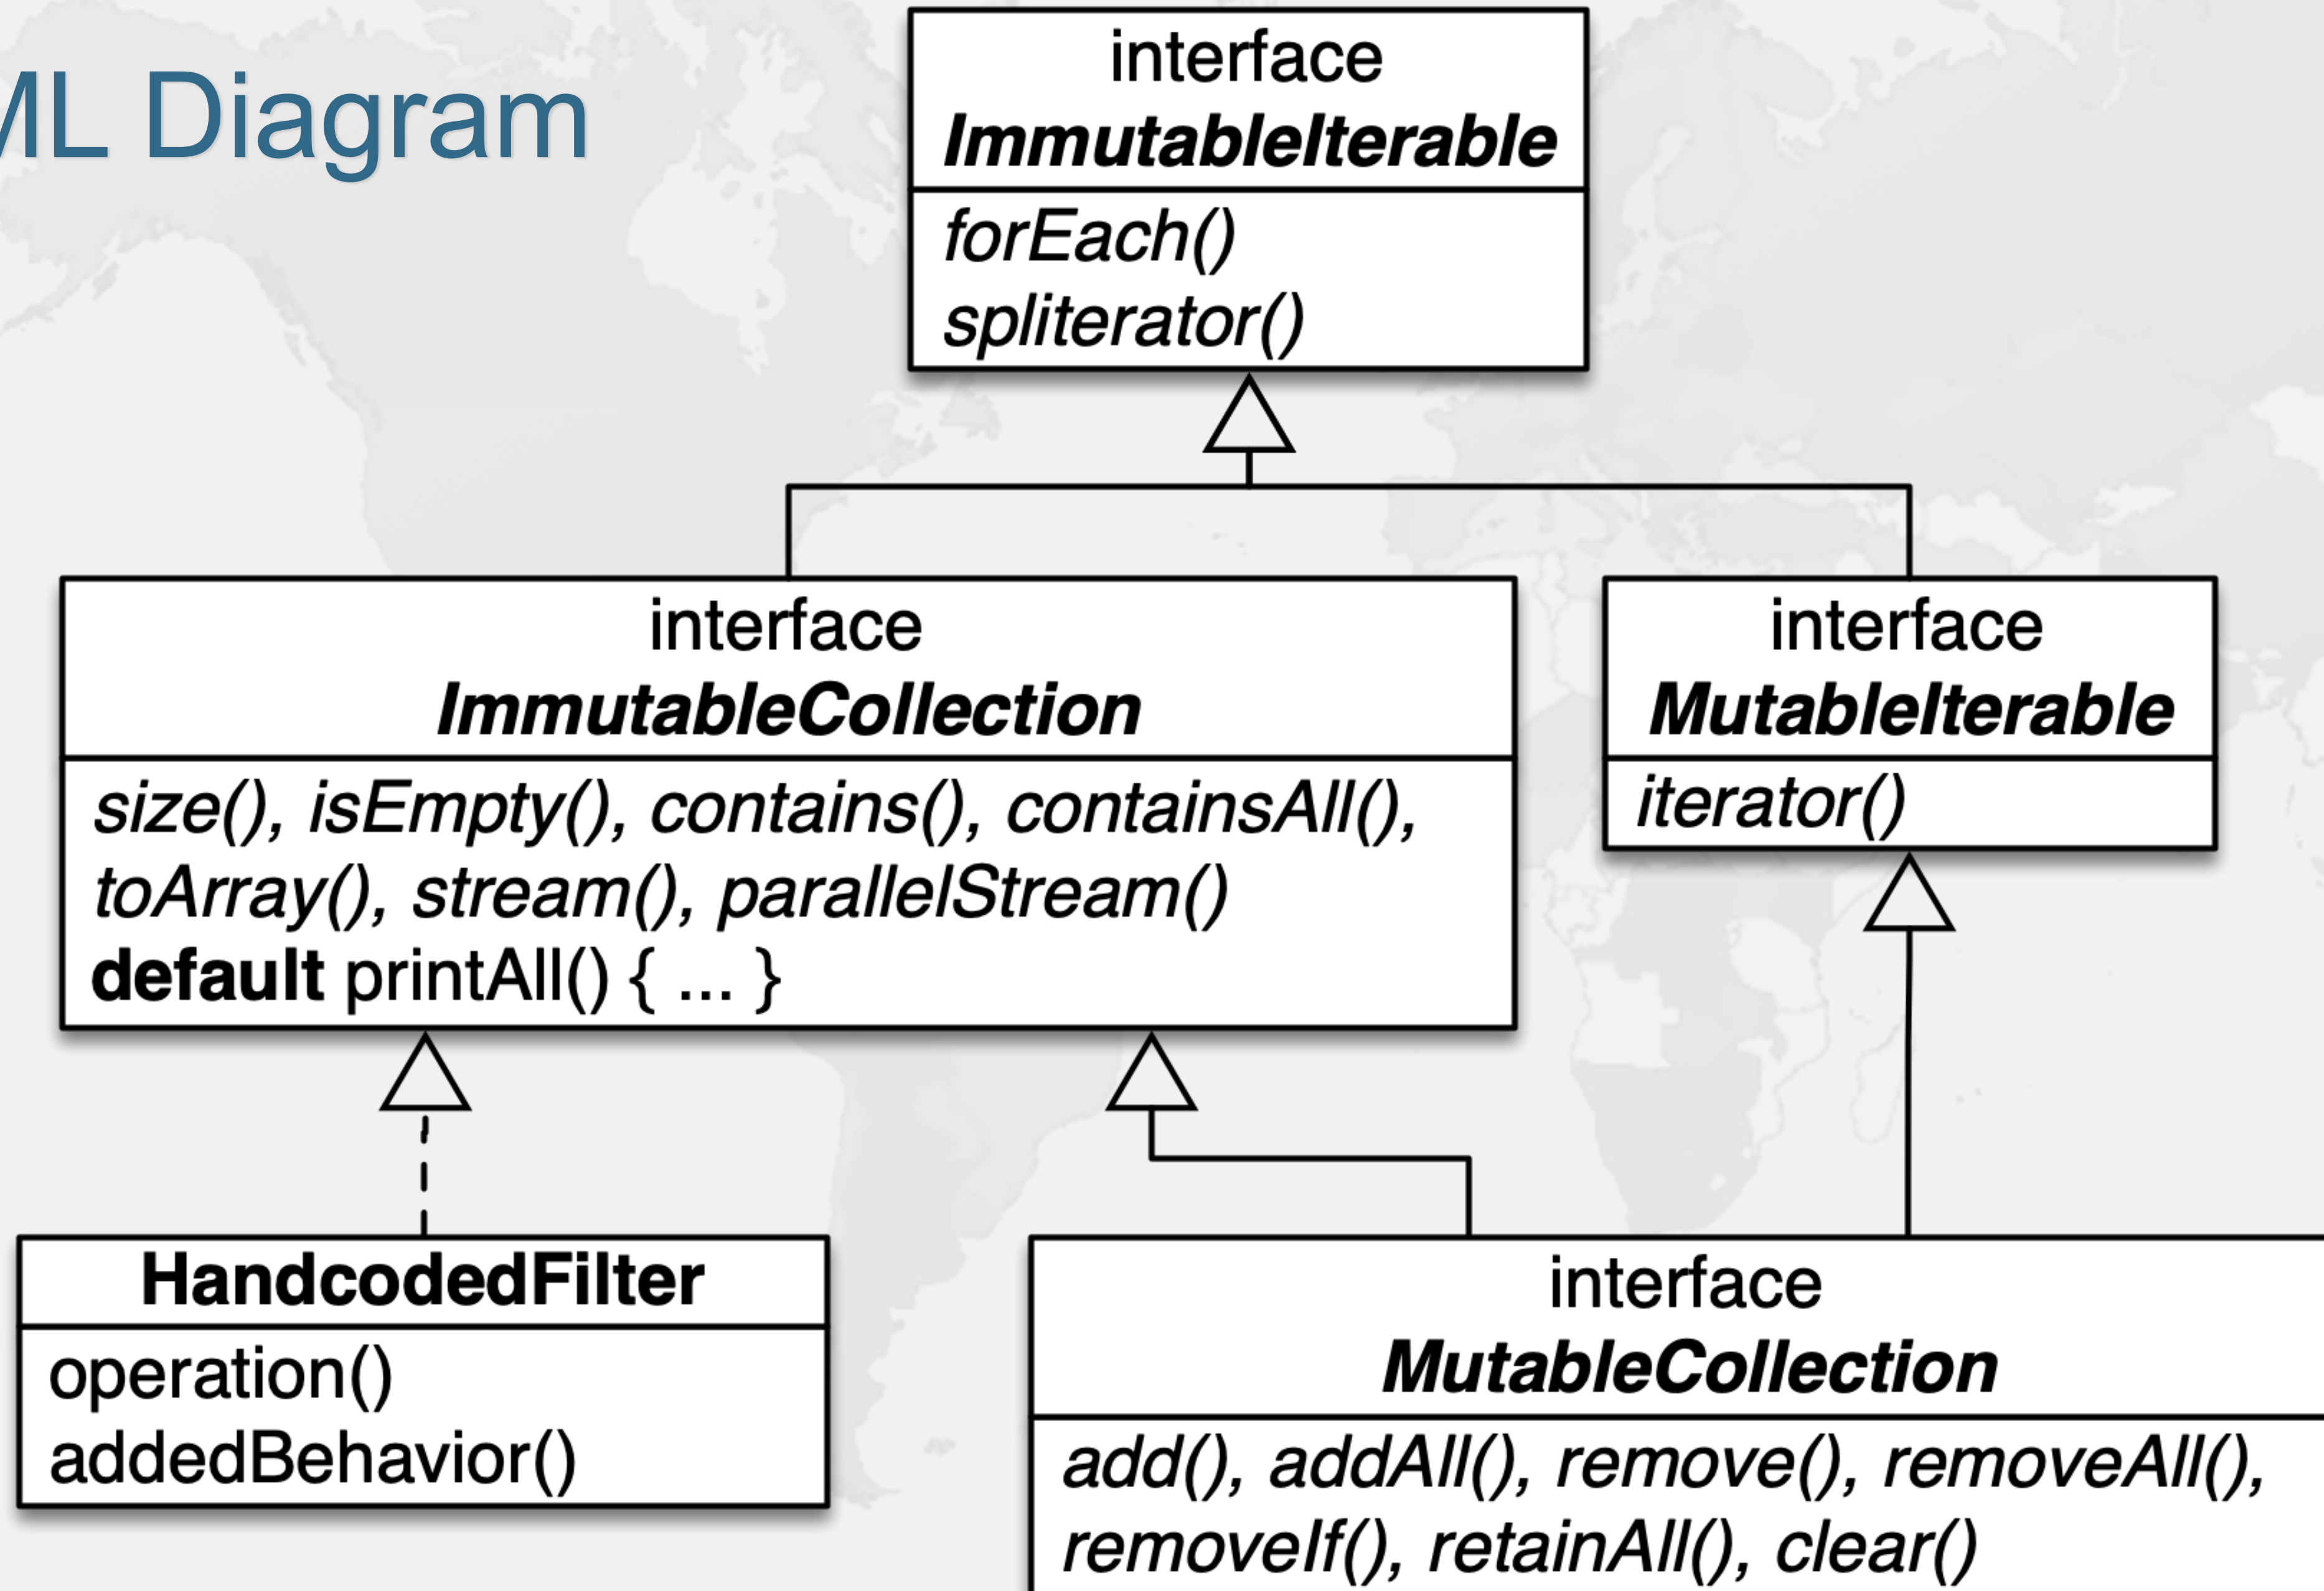 ML Diagram
interface
ImmutableIterable
forEach()
spliterator()
interface
ImmutableCollection
size(), isEmpty(), contains(), containsAll(),
toArray(), stream(), parallelStream()
default printAll() { ... }
interface
MutableIterable
iterator()
HandcodedFilter
operation()
addedBehavior()
interface
MutableCollection
add(), addAll(), remove(), removeAll(),
removeIf(), retainAll(), clear()